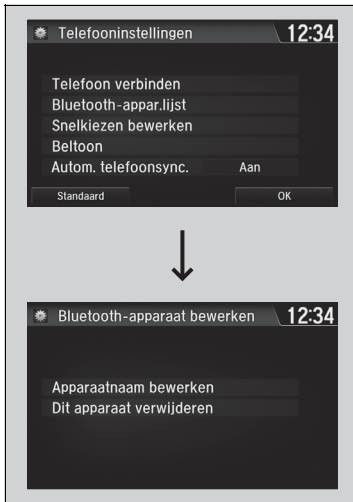 Telefooninstellingen 12:34
Telefoon verbinden
Bluetooth-appar.lijst
Snelkiezen bewerken
Beltoon
Autom. telefoonsync. Aan
Standaard OK
Bluetooth-apparaat bewerken 12:34
Apparaatnaam bewerken
Dit apparaat verwijderen